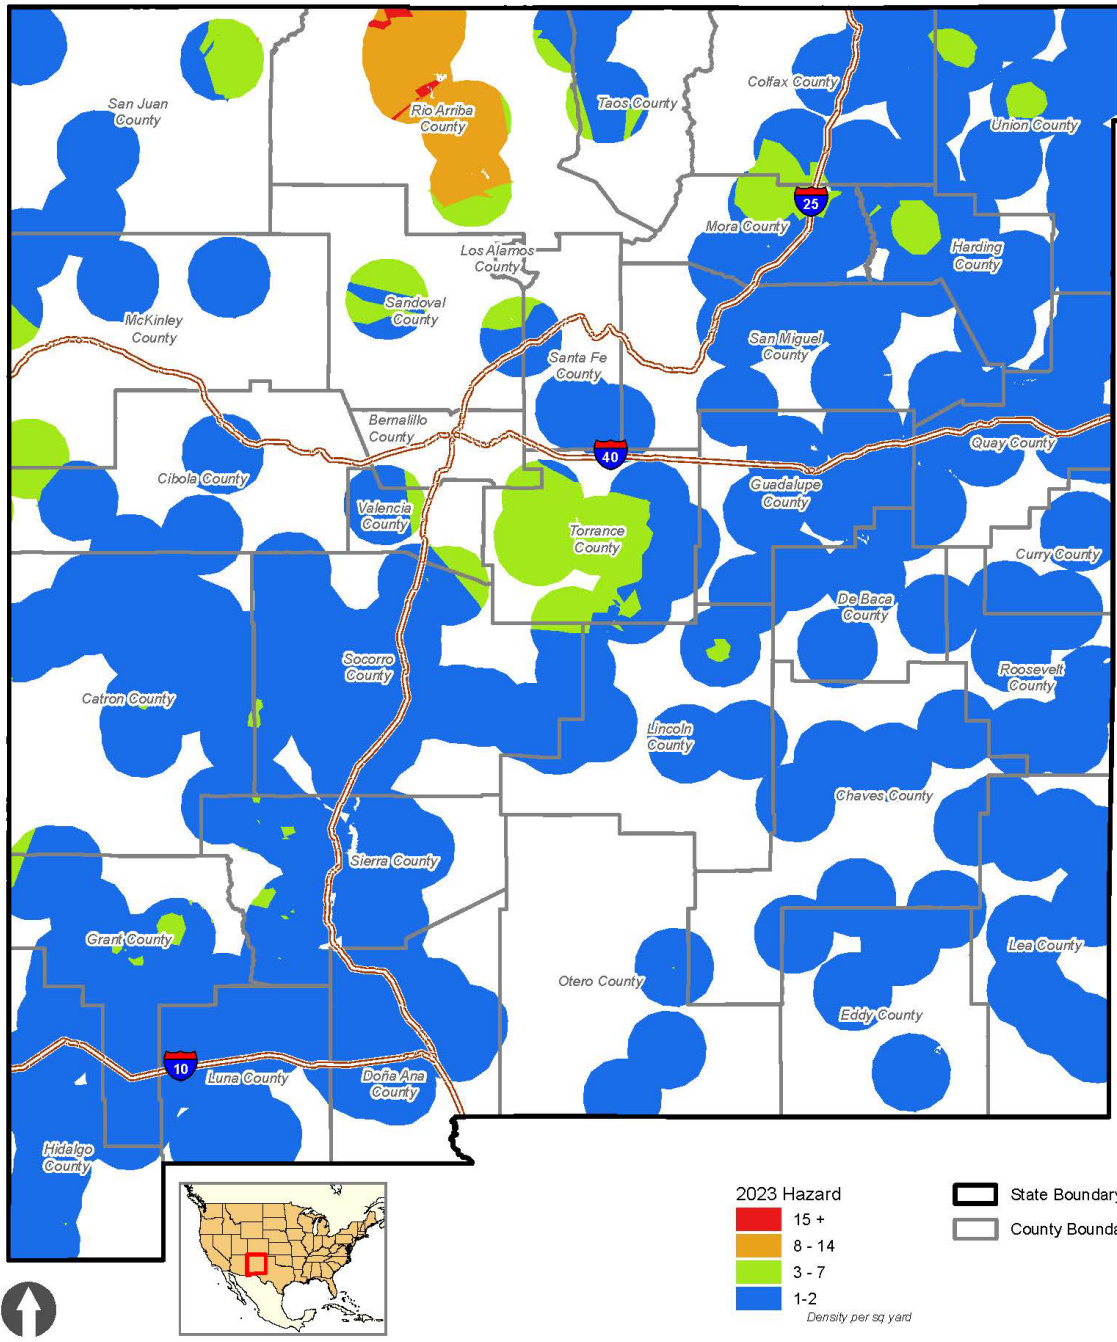 San Juan
County
Rio Arriba
County
Taos County
Colfax County
Union County
25
Mora County
Los Alamos
County
Harding
County
Sandoval
County
McKinley
County
Santa Fe
County
San Miguel
County
Bernalillo
County
Quay County
40
Cibola County
Guadalupe
County
Valencia
County
Torrance
County
Curry County
De Baca
County
Socorro
County
Roosevelt
County
Catron County
Lincoln
County
Chaves County
Sierra County
Grant County
Lea County
Otero County
Eddy County
10
Luna County
Doña Ana
County
Hidalgo
County
2023 Hazard
15 +
8 - 14
3 - 7
1-2
Density per sq yard
State Boundary
County Bounda